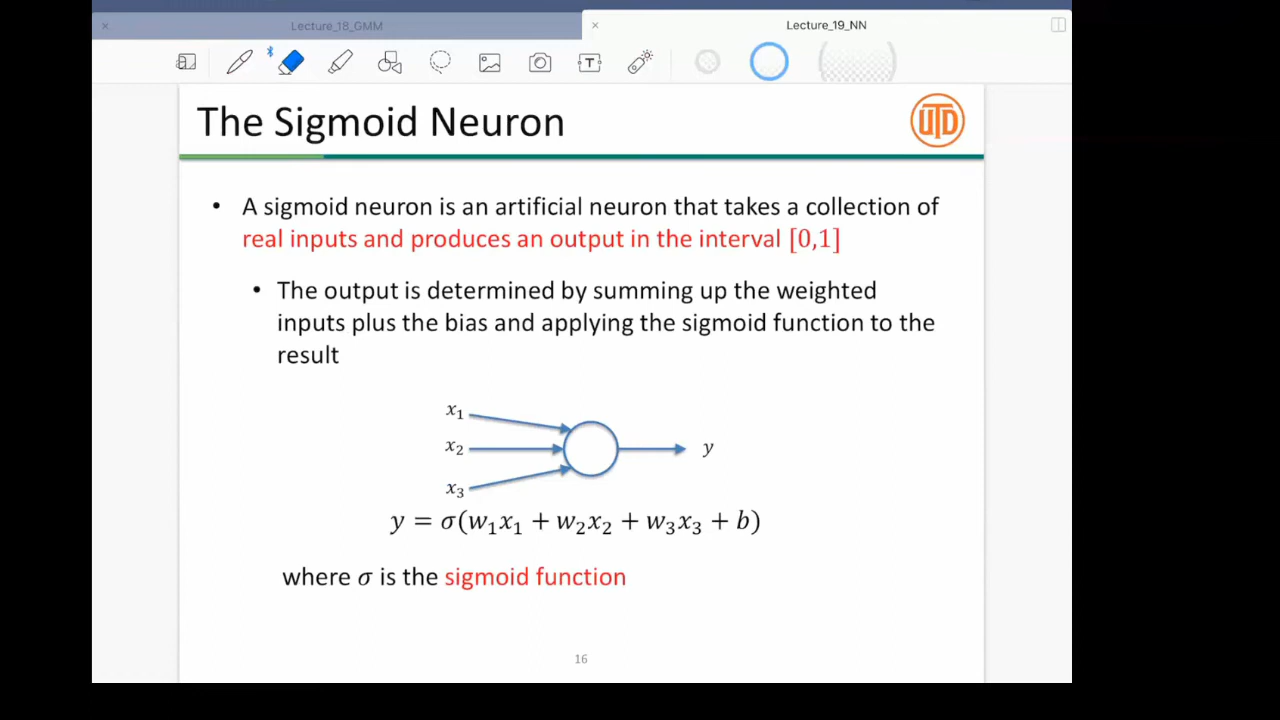 Lecture_18_GMM
Lecture_19_NN
The Sigmoid Neuron
UTD
• A sigmoid neuron is an artificial neuron that takes a collection of
real inputs and produces an output in the interval [0,1]
• The output is determined by summing up the weighted
inputs plus the bias and applying the sigmoid function to the
result
x₁
x₂
y
x₃
y = σ(w₁x₁ + w₂x₂ + w₃x₃ + b)
where σ is the sigmoid function
16